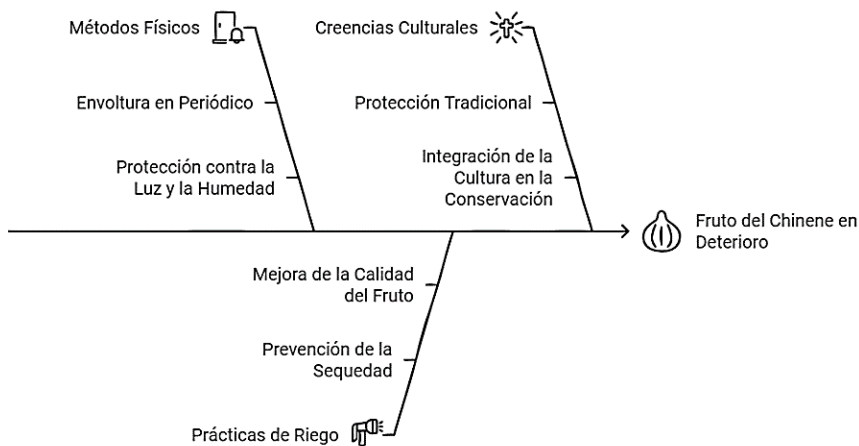 Métodos Físicos
Envoltura en Periódico
Protección contra la
Luz y la Humedad
Creencias Culturales
Protección Tradicional
Integración de la
Cultura en la
Conservación
Fruto del Chinene en
Deterioro
Mejora de la Calidad
del Fruto
Prevención de la
Sequedad
Prácticas de Riego